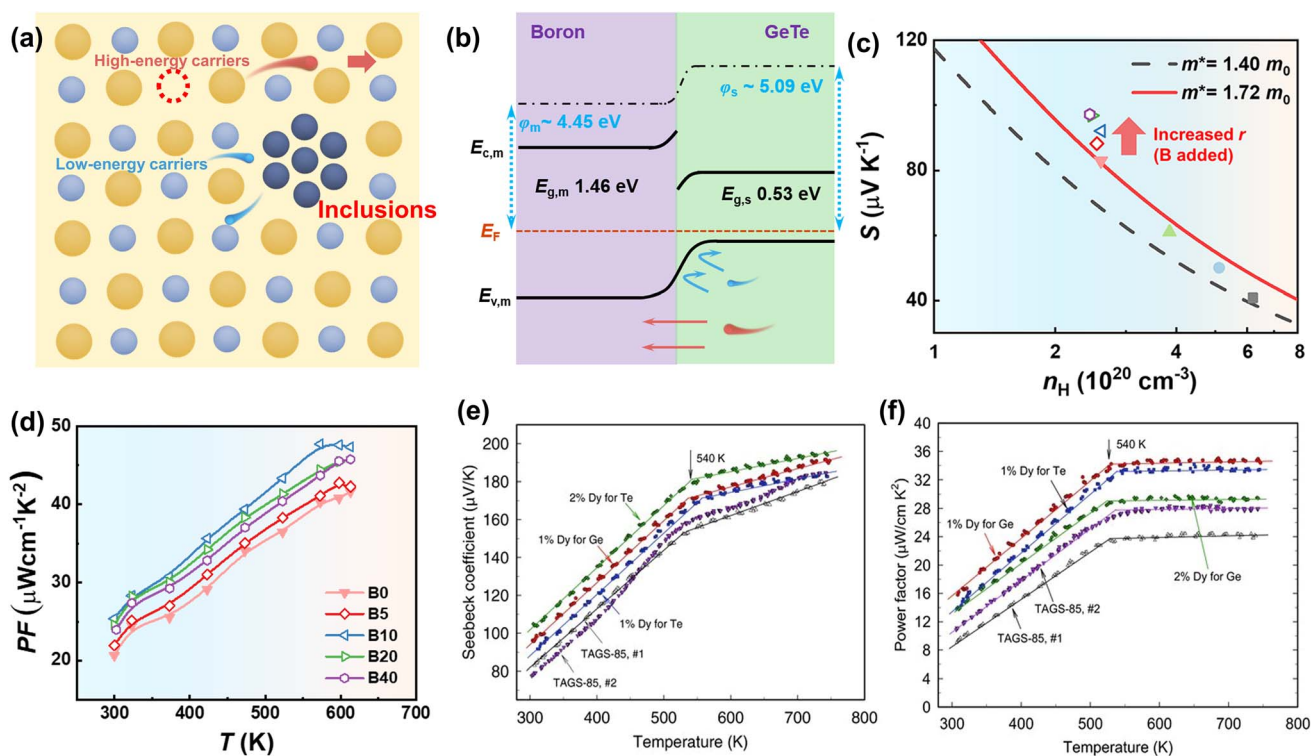 (a)
High-energy carriers
Low-energy carriers
Inclusions
(b)
Boron
GeTe
φs ~ 5.09 eV
φm ~ 4.45 eV
Ec,m
Eg,m 1.46 eV
Eg,s 0.53 eV
EF
Ev,m
(c)
120
80
40
S (μV K-1)
m*= 1.40 m0
m*= 1.72 m0
Increased r
(B added)
1
2
4
6
8
nH (10^20 cm-3)
(d)
50
40
30
20
PF (μWcm-1K-2)
B0
B5
B10
B20
B40
300
400
500
600
700
T (K)
(e)
200
180
160
140
120
100
80
Seebeck coefficient (μV/K)
540 K
2% Dy for Te
1% Dy for Ge
1% Dy for Te
TAGS-85, #1
TAGS-85, #2
300
400
500
600
700
800
Temperature (K)
(f)
36
32
28
24
20
16
12
8
4
0
Power factor (μW/cm K2)
540 K
1% Dy for Te
1% Dy for Ge
2% Dy for Ge
TAGS-85, #2
TAGS-85, #1
300
400
500
600
700
800
Temperature (K)